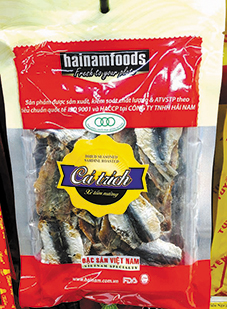 hainamfoods
Fresh to your plate
Sản phẩm được sản xuất, kiểm soát chất lượng & ATVSTP theo
tiêu chuẩn quốc tế ISO 9001 và HACCP tại CÔNG TY TNHH HẢI NAM
DRIED SEASONED
SARDINE ROASTED
Cá trích
Xẻ tẩm nướng
ĐẶC SẢN VIỆT NAM
VIETNAM SPECIALTY
www.hainam.com.vn FDA